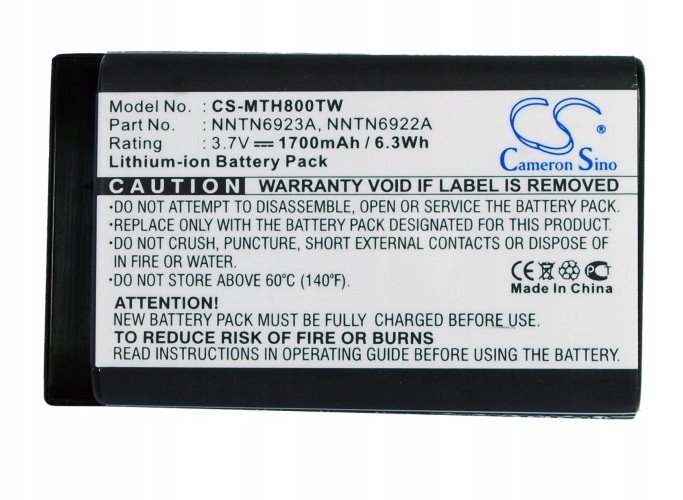 Model No. : CS-MTH800TW
Part No. : NNTN6923A, NNTN6922A
Rating : 3.7V⎓ 1700mAh / 6.3Wh
Lithium-ion Battery Pack
CS
Cameron Sino
CAUTION WARRANTY VOID IF LABEL IS REMOVED
•DO NOT ATTEMPT TO DISASSEMBLE, OPEN OR SERVICE THE BATTERY PACK.
•REPLACE ONLY WITH THE CORRECT BATTERY PACK.
•DO NOT CRUSH, PUNCTURE, SHORT EXTERNAL CONTACTS OR DISPOSE OF
IN FIRE OR WATER.
•DO NOT STORE ABOVE 60°C (140°F).
CE PC
Made In China
ATTENTION!
NEW BATTERY PACK MUST BE FULLY CHARGED BEFORE USE.
TO REDUCE RISK OF FIRE OR BURNS
READ INSTRUCTIONS IN OPERATING GUIDE BEFORE USING THE BATTERY.